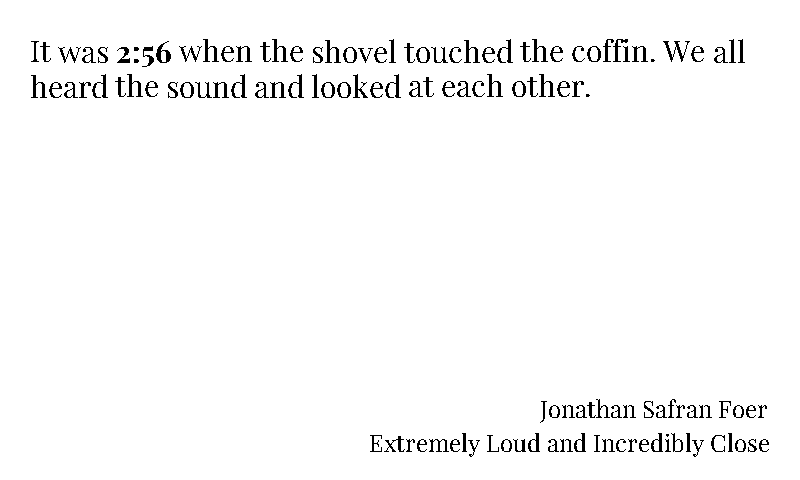 It was 2:56 when the shovel touched the coffin. We all
heard the sound and looked at each other.
Jonathan Safran Foer
Extremely Loud and Incredibly Close